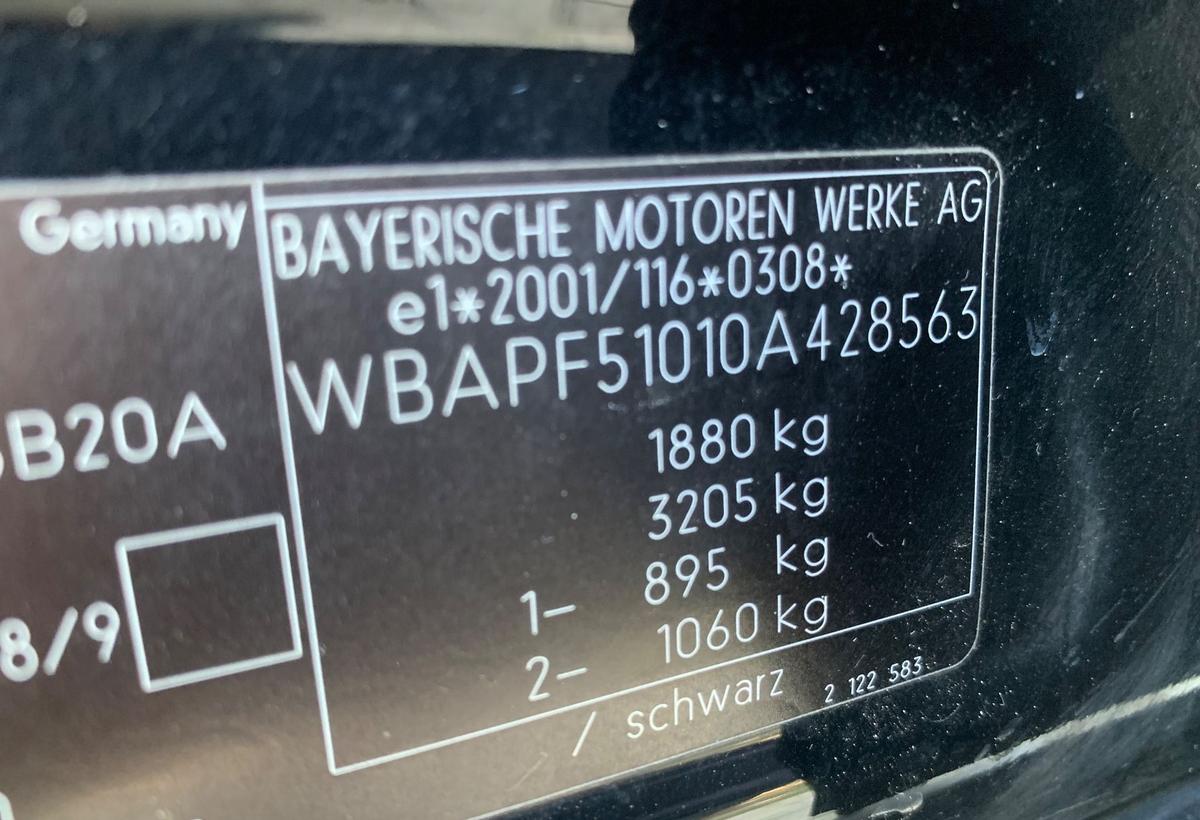 Germany
BAYERISCHE MOTOREN WERKE AG
e1*2001/116*0308*
WBAPF51010A428563
B20A
1880 kg
3205 kg
1- 895 kg
2- 1060 kg
8/9
/ schwarz
2 122 583